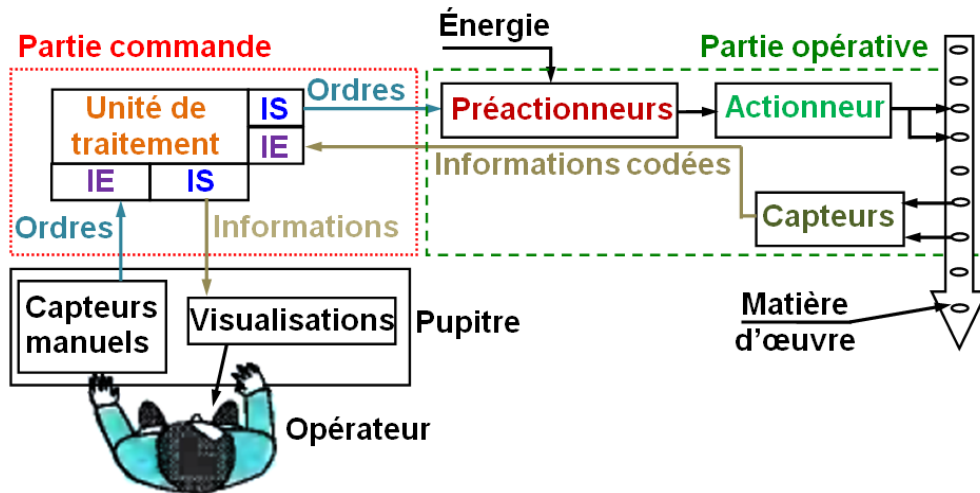 Énergie
Partie commande
Partie opérative
Unité de
traitement
IS
IE
Ordres
Préactionneurs
Actionneur
Informations codées
IE
IS
Capteurs
Ordres
Informations
Capteurs
manuels
Visualisations
Pupitre
Matière
d'œuvre
Opérateur